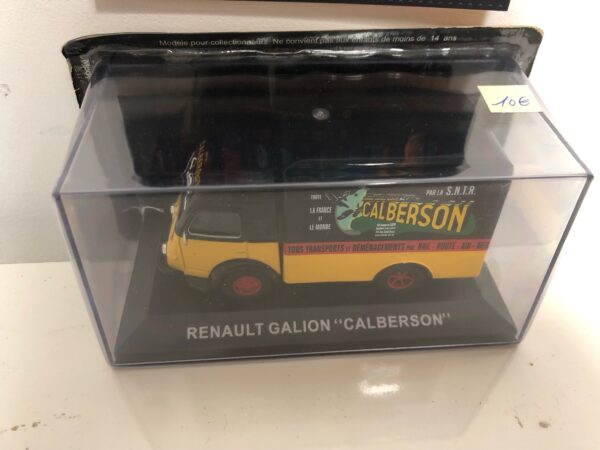 Modèle pour collectionneurs. Ne convient pas aux enfants de moins de 14 ans
10€
PAR LA S.N.T.R.
TOUTE
LA FRANCE
ET
LE MONDE
CALBERSON
TOUS TRANSPORTS ET DÉMÉNAGEMENTS PAR RAIL - ROUTE - AIR - MER
RENAULT GALION "CALBERSON"